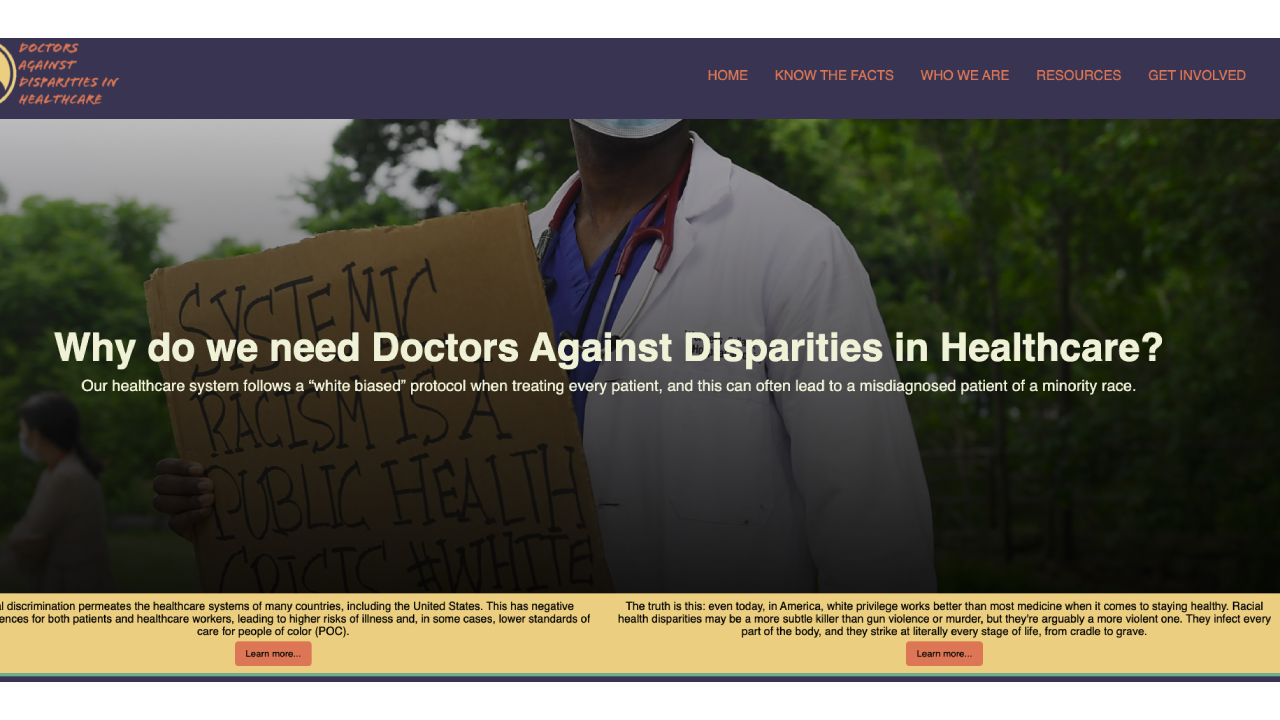 DOCTORS
AGAINST
DISPARITIES IN
HEALTHCARE
HOME KNOW THE FACTS WHO WE ARE RESOURCES GET INVOLVED
SYSTEMIC
RACISM IS A
PUBLIC HEALTH
CRISIS #WHITE
Why do we need Doctors Against Disparities in Healthcare?
Our healthcare system follows a “white biased” protocol when treating every patient, and this can often lead to a misdiagnosed patient of a minority race.
discrimination permeates the healthcare systems of many countries, including the United States. This has negative
for both patients and healthcare workers, leading to higher risks of illness and, in some cases, lower standards of
care for people of color (POC).
Learn more...
The truth is this: even today, in America, white privilege works better than most medicine when it comes to staying healthy. Racial
health disparities may be a more subtle killer than gun violence or murder, but they're arguably a more violent one. They infect every
part of the body, and they strike at literally every stage of life, from cradle to grave.
Learn more...